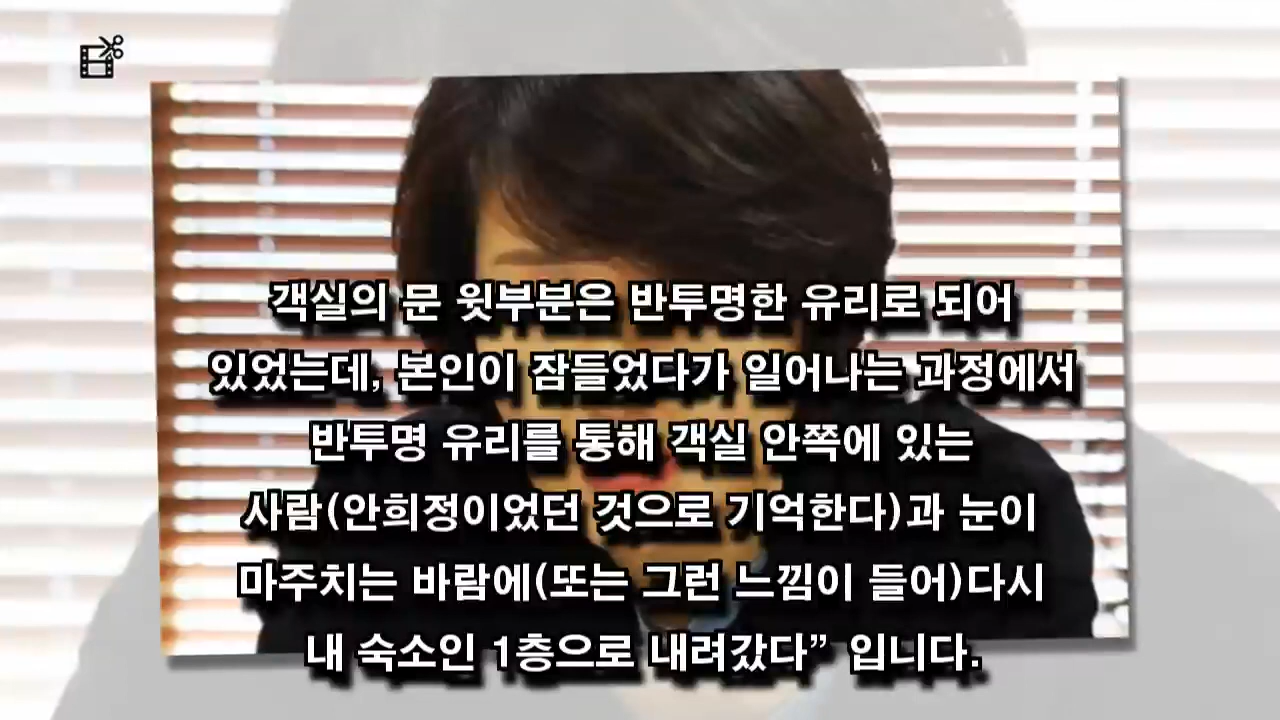 객실의 문 윗부분은 반투명한 유리로 되어
있었는데, 본인이 잠들었다가 일어나는 과정에서
반투명 유리를 통해 객실 안쪽에 있는
사람(안희정이었던 것으로 기억한다)과 눈이
마주치는 바람에(또는 그런 느낌이 들어)다시
내 숙소인 1층으로 내려갔다” 입니다.